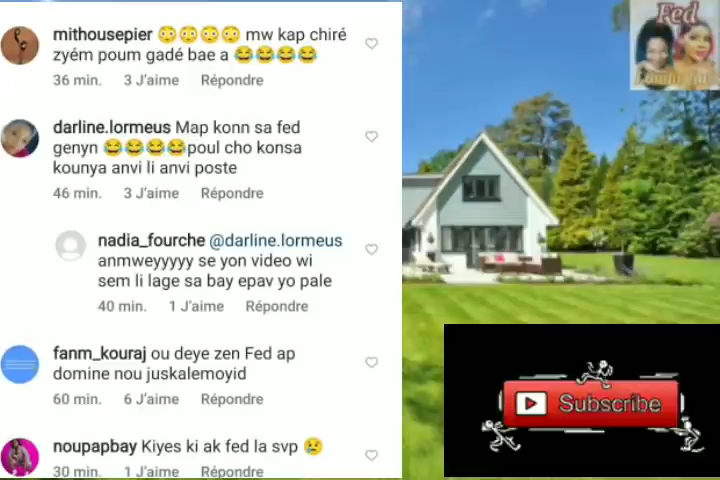 mithousepier 😳😳😳😳 mw kap chiré
zyém poum gadé bae a 😂😂😂😂
36 min. 3 J’aime Répondre
darline.lormeus Map konn sa fed
genyn 😂😂😂😂poul cho konsa
kounya anvi li anvi poste
46 min. 3 J’aime Répondre
nadia_fourche @darline.lormeus
anmweyyyyy se yon video wi
sem li lage sa bay epav yo pale
40 min. 1 J’aime Répondre
fanm_kouraj ou deye zen Fed ap
domine nou juskalemoyid
60 min. 6 J’aime Répondre
noupapbay Kiyes ki ak fed la svp 😢
30 min. 1 J’aime Répondre
Fed
Subscribe